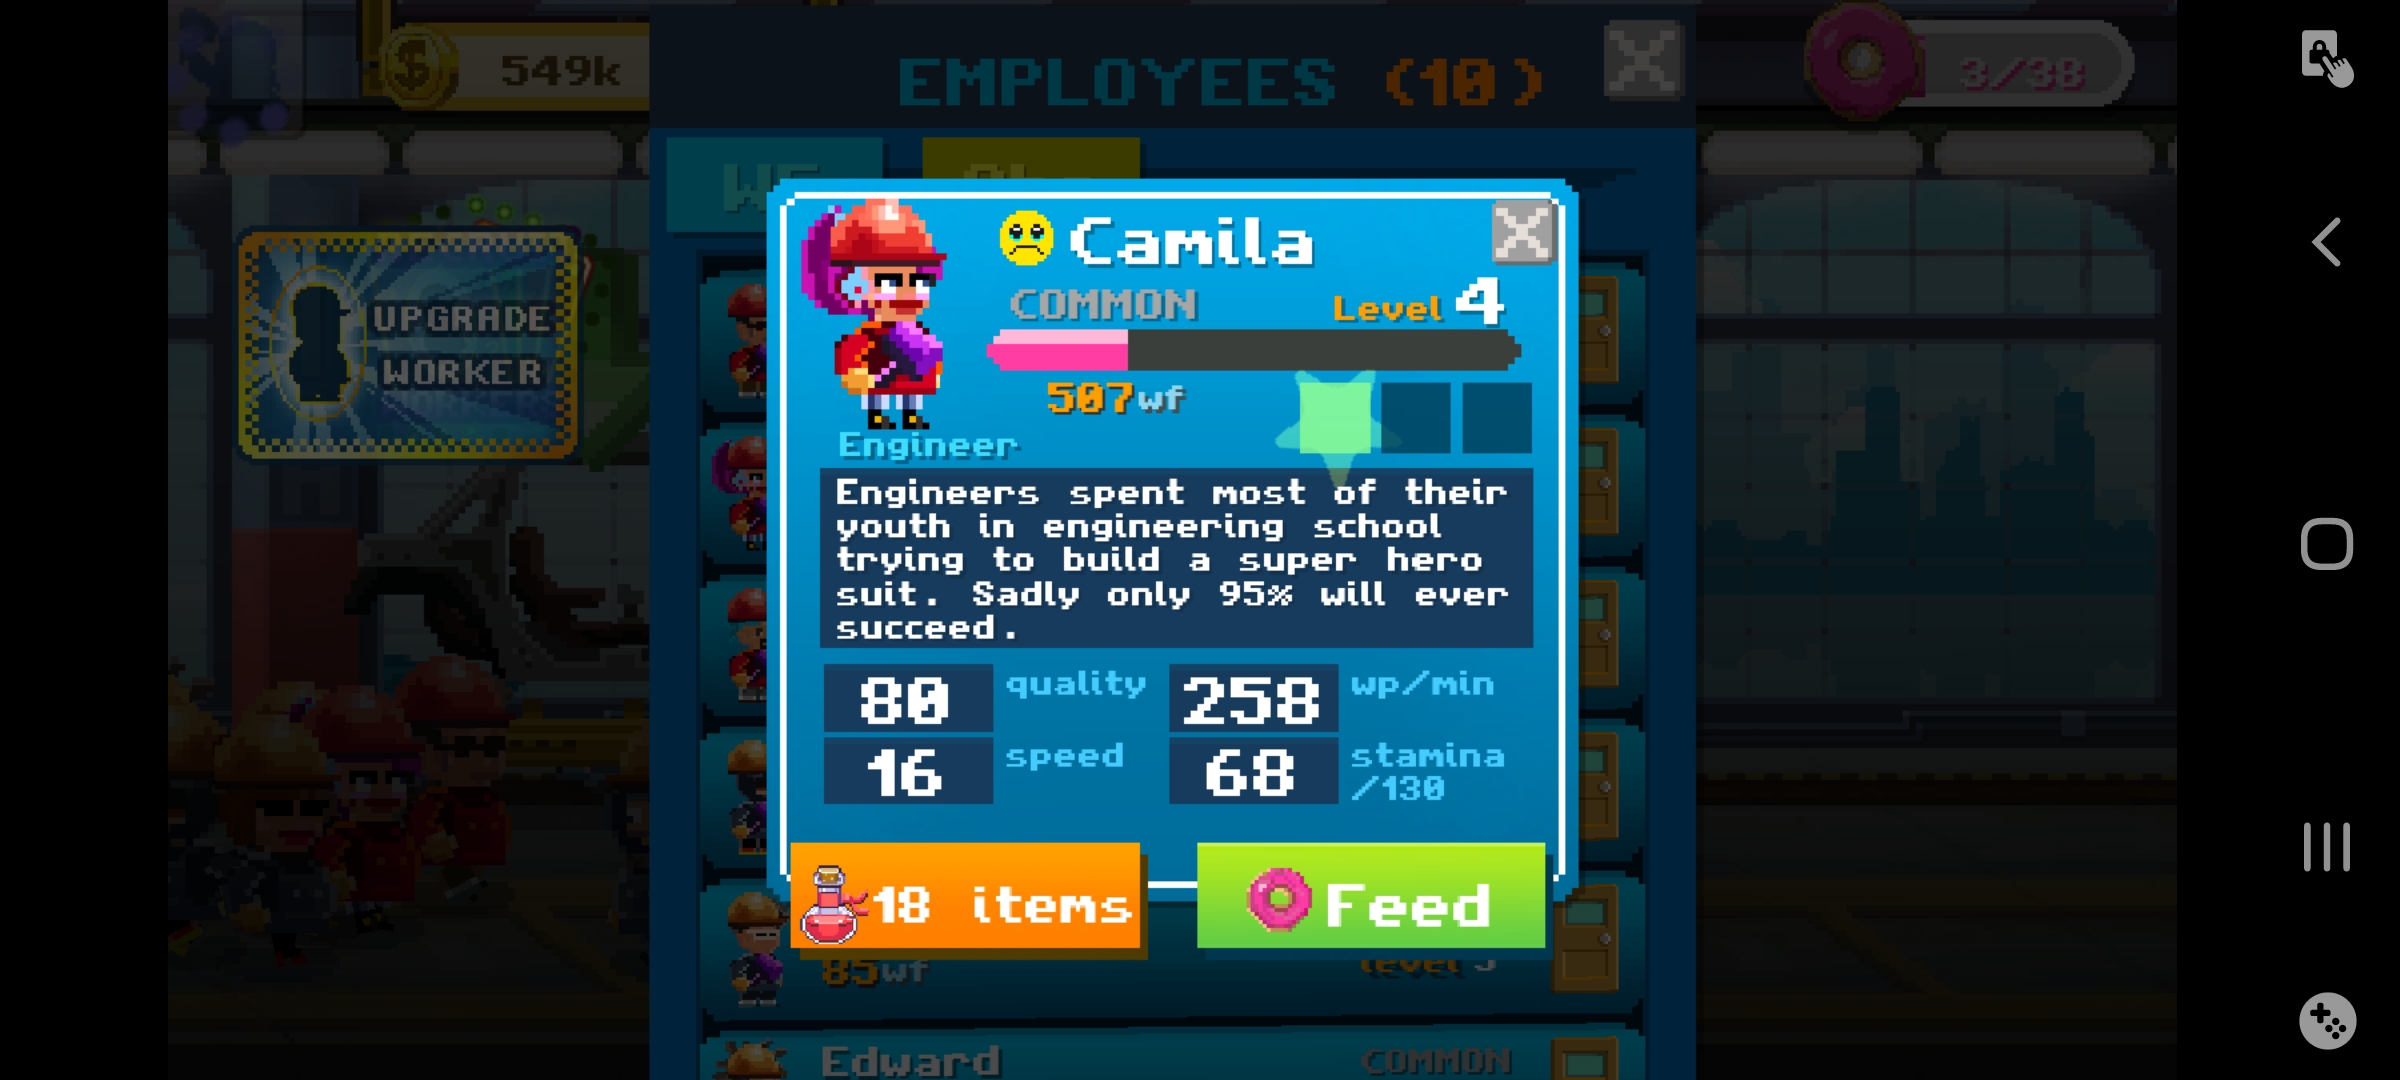 549k
EMPLOYEES (10)
3/38
UPGRADE
WORKER
Camila
COMMON
Level 4
507wf
Engineer
Engineers spent most of their
youth in engineering school
trying to build a super hero
suit. Sadly only 95% will ever
succeed.
80 quality
258 wp/min
16 speed
68 stamina
/130
18 items
Feed
85wf
level
Edward
COMMON